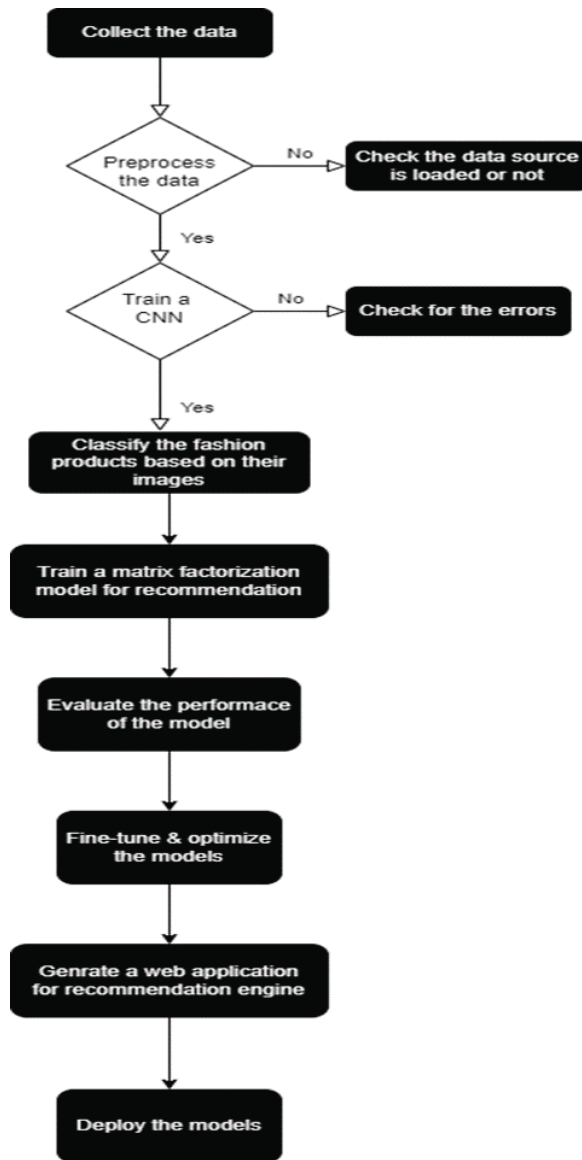 Collect the data
Preprocess
the data
No
Check the data source
is loaded or not
Yes
Train a
CNN
No
Check for the errors
Yes
Classify the fashion
products based on their
images
Train a matrix factorization
model for recommendation
Evaluate the performace
of the model
Fine-tune & optimize
the models
Genrate a web application
for recommendation engine
Deploy the models